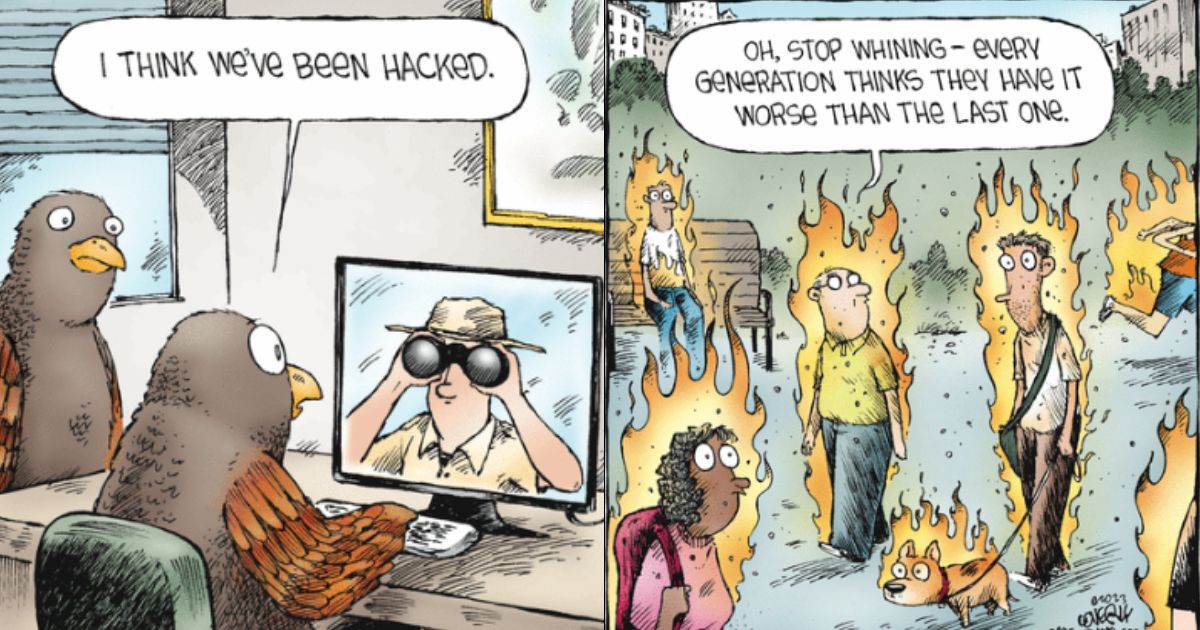 I THINK WE'VE BEEN HACKED.
OH, STOP WHINING – EVERY
GENERATION THINKS THEY HAVE IT
WORSE THAN THE LAST ONE.